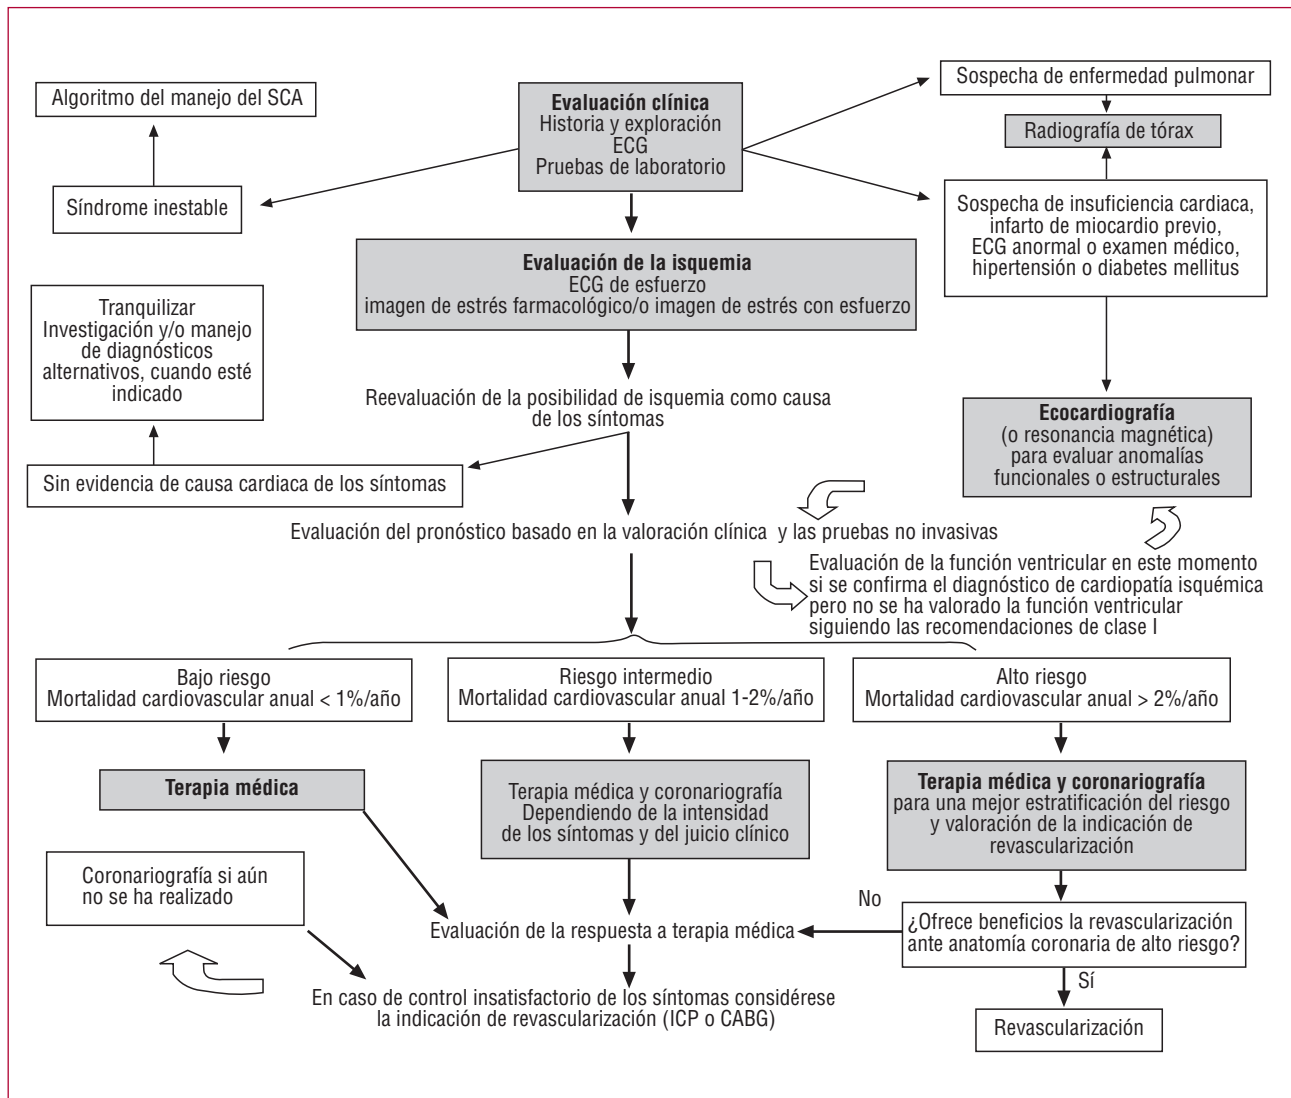 Algoritmo del manejo del SCA
Síndrome inestable
Evaluación clínica
Historia y exploración
ECG
Pruebas de laboratorio
Sospecha de enfermedad pulmonar
Radiografía de tórax
Sospecha de insuficiencia cardiaca,
infarto de miocardio previo,
ECG anormal o examen médico,
hipertensión o diabetes mellitus
Evaluación de la isquemia
ECG de esfuerzo
imagen de estrés farmacológico/o imagen de estrés con esfuerzo
Tranquilizar
Investigación y/o manejo
de diagnósticos
alternativos, cuando esté
indicado
Reevaluación de la posibilidad de isquemia como causa
de los síntomas
Ecocardiografía
(o resonancia magnética)
para evaluar anomalías
funcionales o estructurales
Sin evidencia de causa cardiaca de los síntomas
Evaluación del pronóstico basado en la valoración clínica y las pruebas no invasivas
Evaluación de la función ventricular en este momento
si se confirma el diagnóstico de cardiopatía isquémica
pero no se ha valorado la función ventricular
siguiendo las recomendaciones de clase I
Bajo riesgo
Mortalidad cardiovascular anual < 1%/año
Riesgo intermedio
Mortalidad cardiovascular anual 1-2%/año
Alto riesgo
Mortalidad cardiovascular anual > 2%/año
Terapia médica
Terapia médica y coronariografía
Dependiendo de la intensidad
de los síntomas y del juicio clínico
Terapia médica y coronariografía
para una mejor estratificación del riesgo
y valoración de la indicación de
revascularización
Coronariografía si aún
no se ha realizado
No
Evaluación de la respuesta a terapia médica
¿Ofrece beneficios la revascularización
ante anatomía coronaria de alto riesgo?
Sí
En caso de control insatisfactorio de los síntomas considérese
la indicación de revascularización (ICP o CABG)
Revascularización